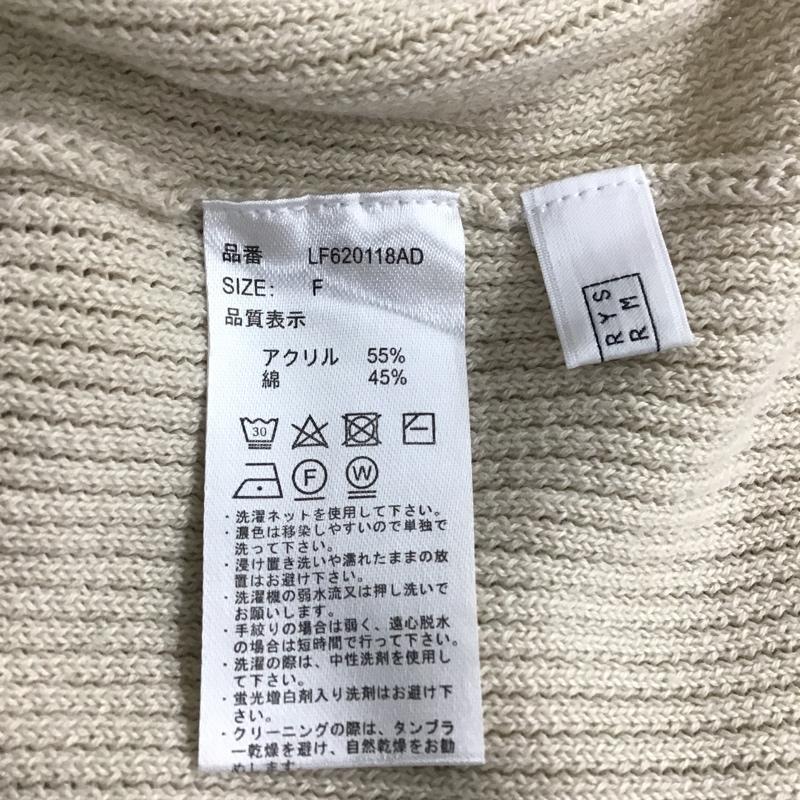 品番 LF620118AD
SIZE: F
品質表示
アクリル 55%
綿 45%
30
F W
・洗濯ネットを使用して下さい。
・濃色は移染しやすいので単独で
洗って下さい。
・浸け置き洗いや濡れたままの放
置はお避け下さい。
・洗濯機の弱水流又は押し洗いで
お願いします。
・手絞りの場合は弱く、遠心脱水
の場合は短時間で行って下さい。
・洗濯の際は、中性洗剤を使用し
て下さい。
・蛍光増白剤入り洗剤はお避け下
さい。
・クリーニングの際は、タンブラ
ー乾燥を避け、自然乾燥をお勧
めします。
RYS
RM